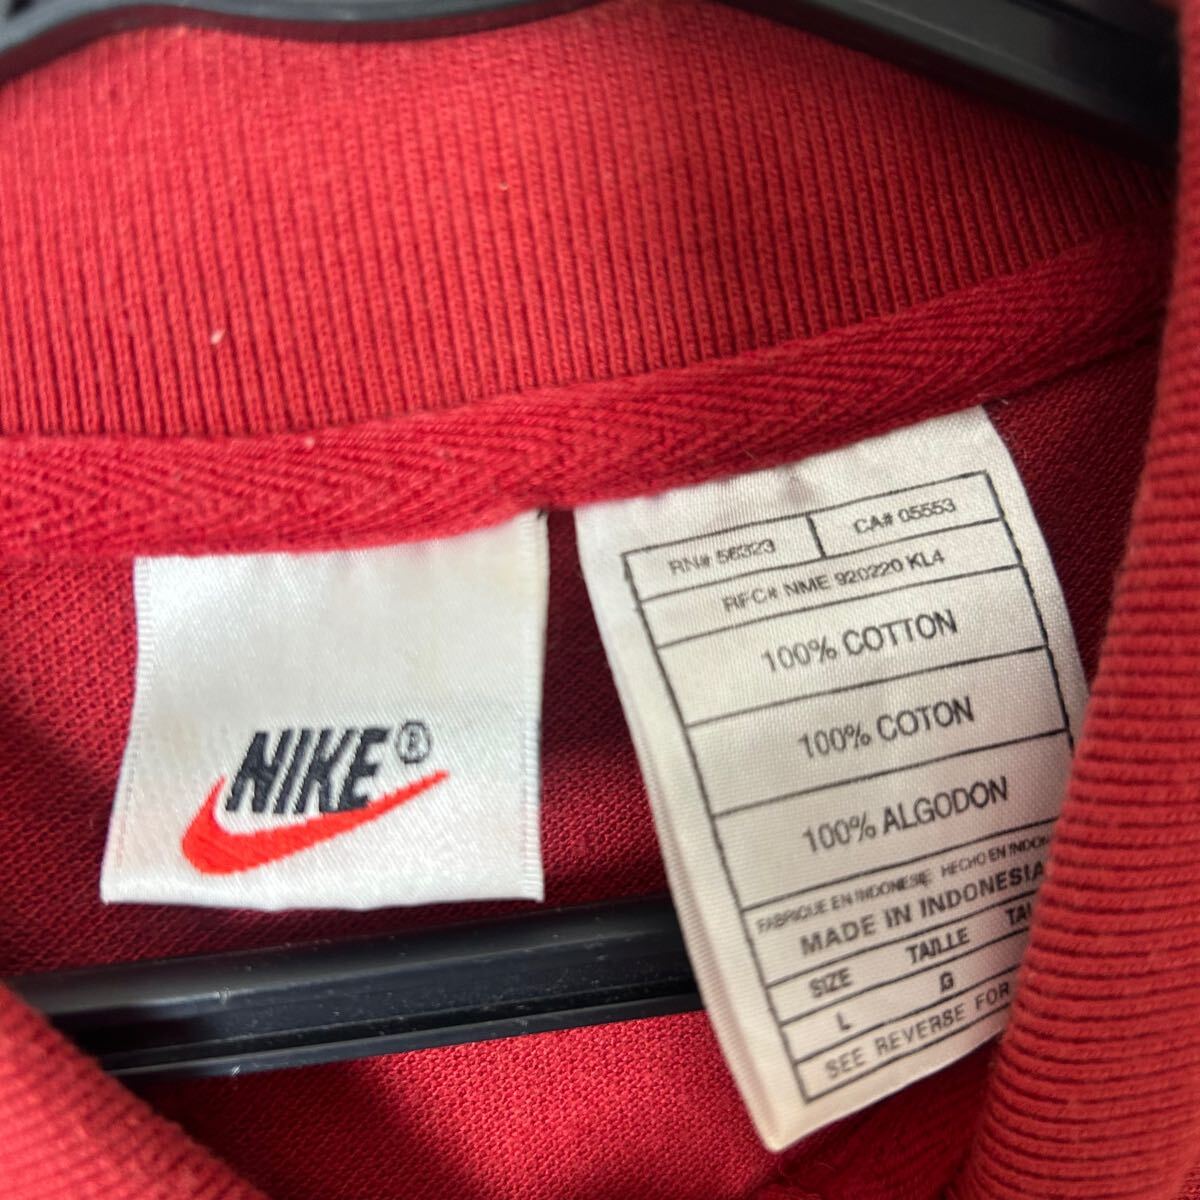 NIKE®
RN# 56323 CA# 05553
RFC# NME 920220 KL4
100% COTTON
100% COTON
100% ALGODON
FABRIQUE EN INDONESIE HECHO EN
MADE IN INDONESIA
SIZE TAILLE
L G
SEE REVERSE FOR